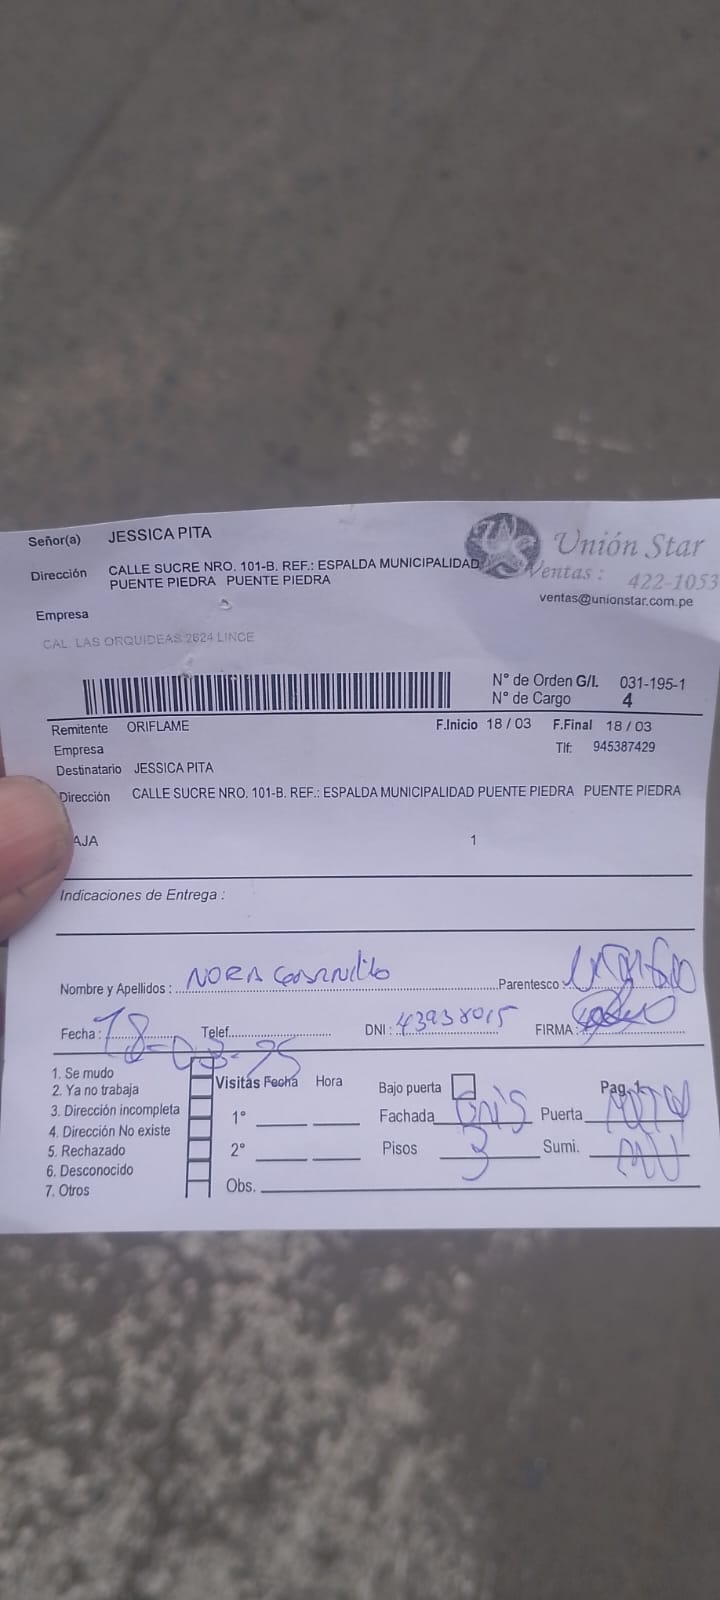 Señor(a) JESSICA PITA
Unión Star
Dirección CALLE SUCRE NRO. 101-B. REF.: ESPALDA MUNICIPALIDAD
PUENTE PIEDRA PUENTE PIEDRA
Ventas : 422-1053
ventas@unionstar.com.pe
Empresa
CAL. LAS ORQUIDEAS 2624 LINCE
N° de Orden G/I. 031-195-1
N° de Cargo 4
Remitente ORIFLAME F.Inicio 18 / 03 F.Final 18 / 03
Empresa Tlf: 945387429
Destinatario JESSICA PITA
Dirección CALLE SUCRE NRO. 101-B. REF.: ESPALDA MUNICIPALIDAD PUENTE PIEDRA PUENTE PIEDRA
AJA 1
Indicaciones de Entrega :
Nombre y Apellidos : NORA Parentesco :
Fecha : 18-03-25 Telef. DNI : 43938015 FIRMA :
1. Se mudo
2. Ya no trabaja
3. Dirección incompleta
4. Dirección No existe
5. Rechazado
6. Desconocido
7. Otros
Visitas Fecha Hora
1°
2°
Obs.
Bajo puerta Pag. 1
Fachada Puerta
Pisos 3 Sumi.